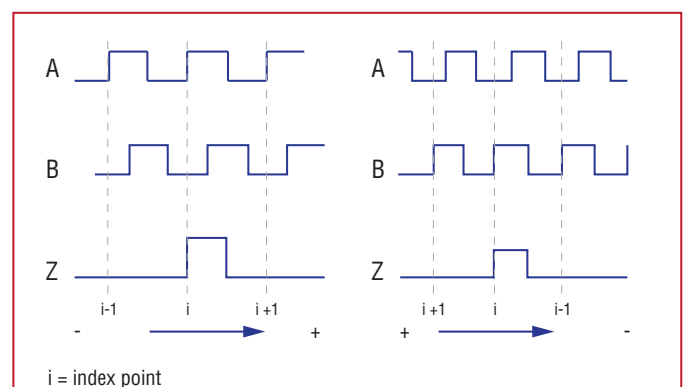 A A
B B
Z Z
i-1 i i +1 i +1 i i-1
- + + -
i = index point